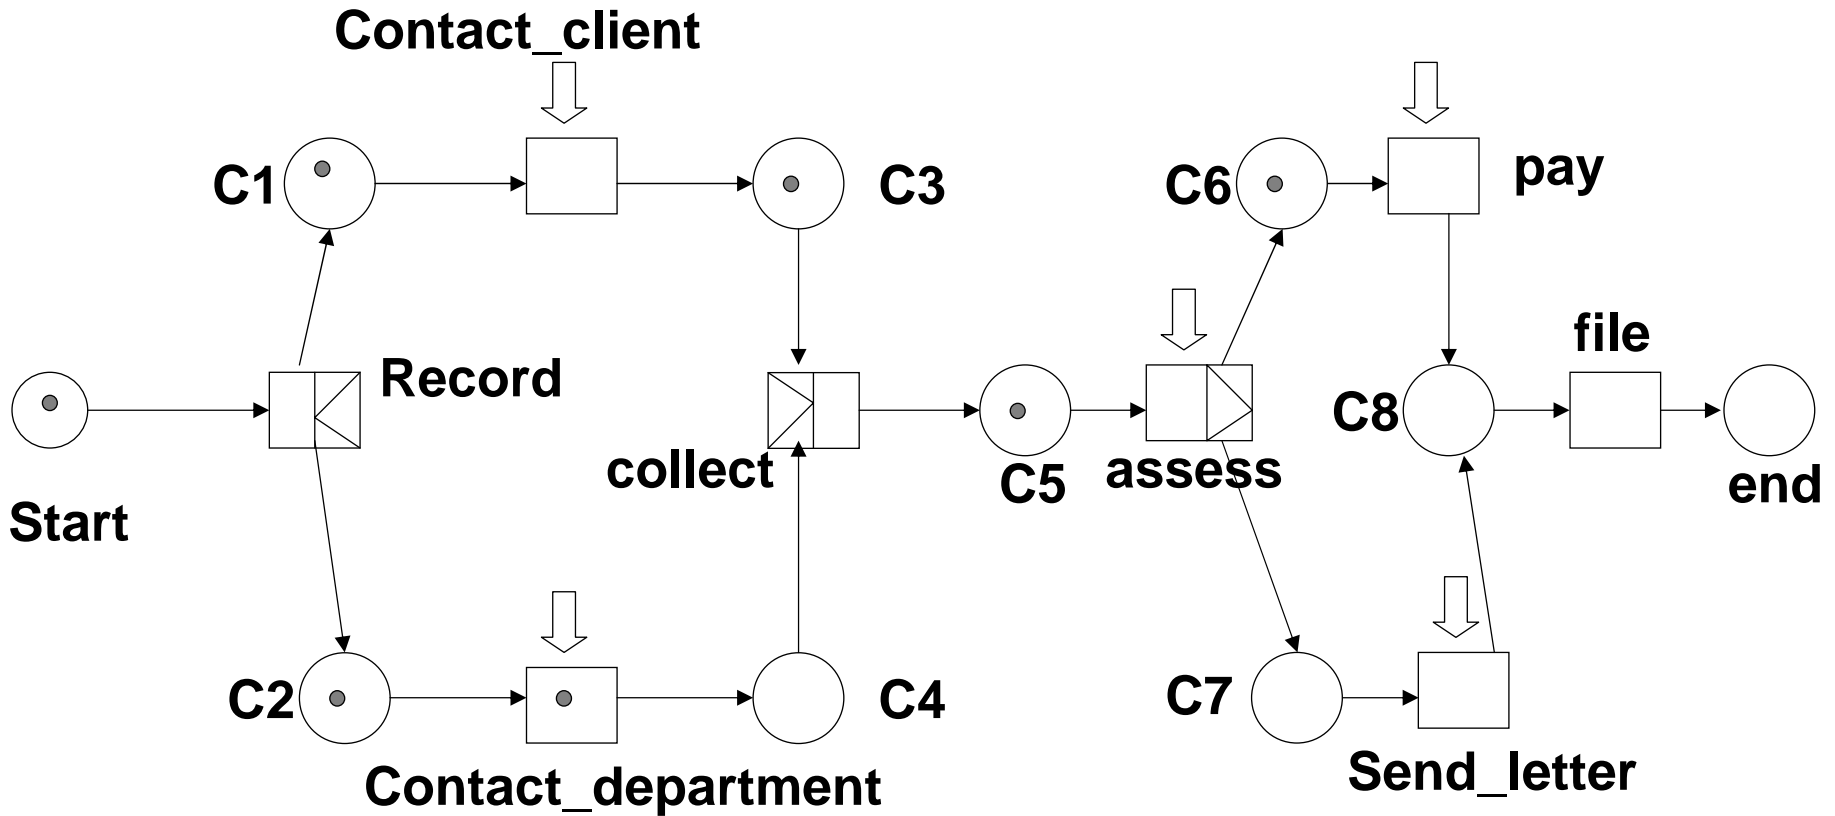 Contact_client
C1
C3
C6
pay
Record
file
C8
collect
C5
assess
end
Start
C2
C4
C7
Contact_department
Send_letter